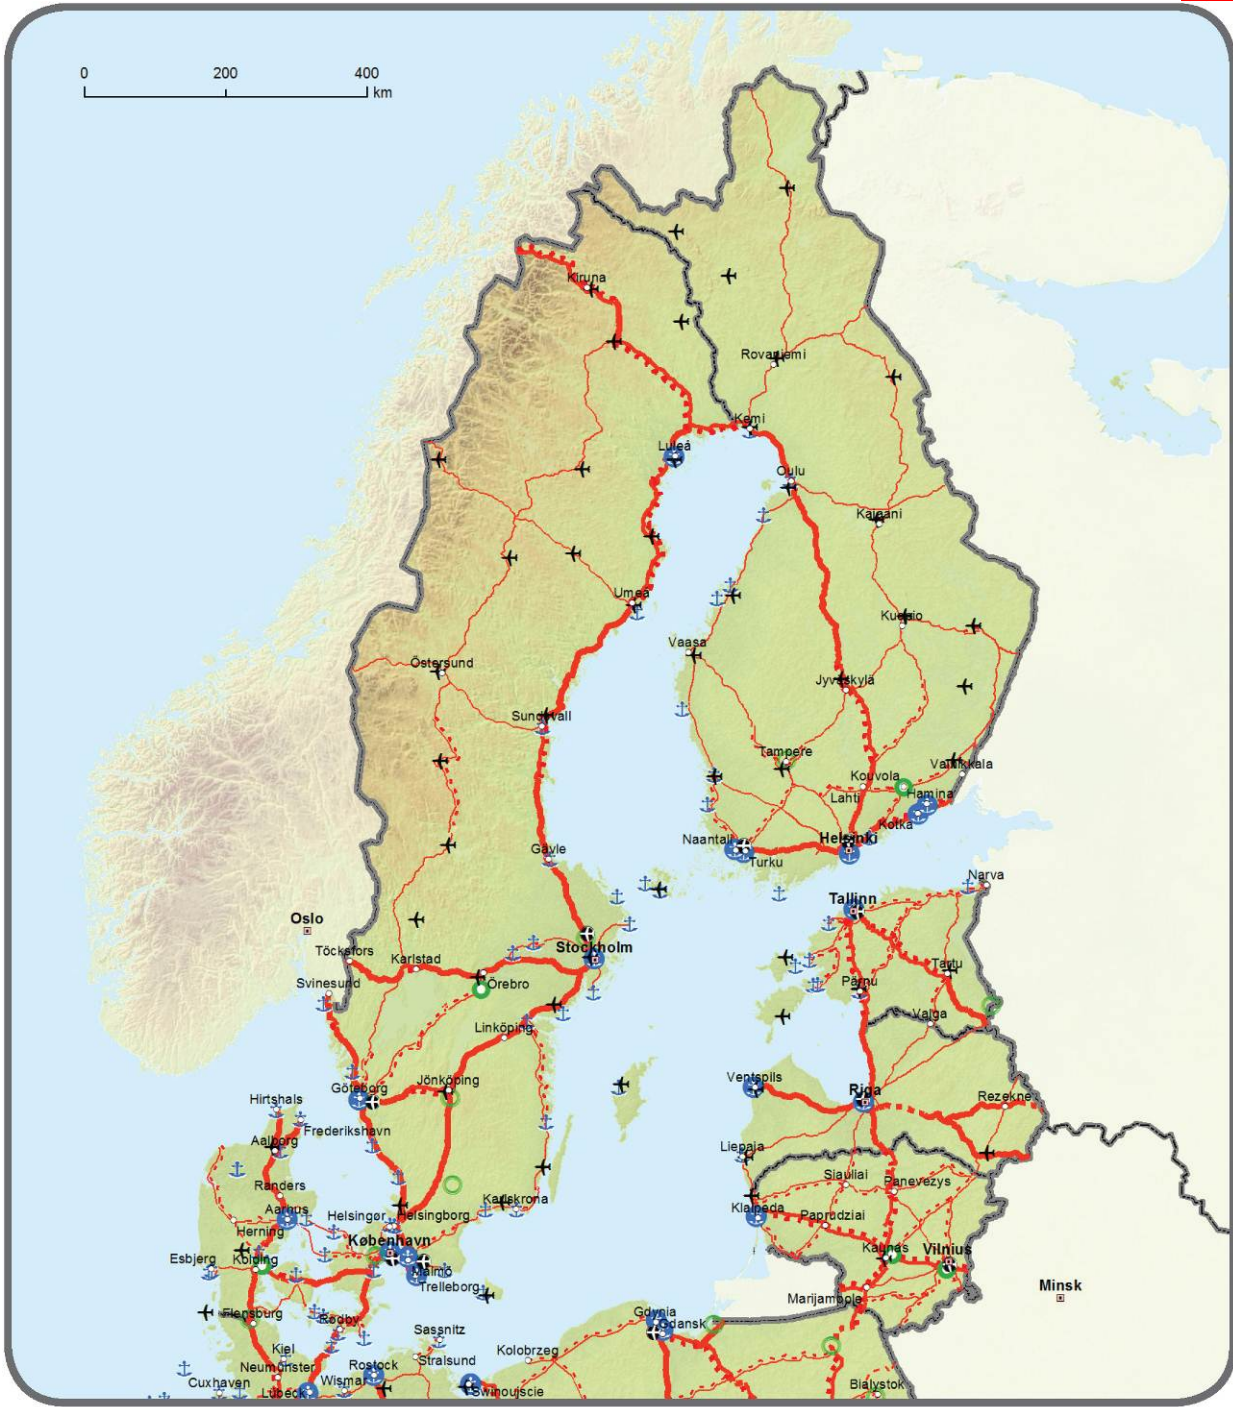 0 200 400
km
Kiruna
Rovaniemi
Kemi
Luleå
Oulu
Kajaani
Umeå
Kuopio
Vaasa
Östersund
Jyväskylä
Sundsvall
Tampere
Vainikkala
Kouvola
Lahti
Hamina
Kotka
Naantali
Helsinki
Gävle
Turku
Narva
Tallinn
Oslo
Stockholm
Töcksfors
Karlstad
Tartu
Svinesund
Örebro
Pärnu
Valga
Linköping
Jönköping
Ventspils
Göteborg
Riga
Rezekne
Hirtshals
Frederikshavn
Aalborg
Liepaja
Siauliai
Panevezys
Randers
Karlskrona
Aarhus
Helsingør
Helsingborg
Klaipeda
Paprudziai
Herning
København
Kaunas
Vilnius
Esbjerg
Kolding
Malmö
Trelleborg
Minsk
Marijampole
Flensburg
Rødby
Gdynia
Gdansk
Sassnitz
Kiel
Kolobrzeg
Neumünster
Rostock
Stralsund
Cuxhaven
Wismar
Lübeck
Swinoujscie
Bialystok